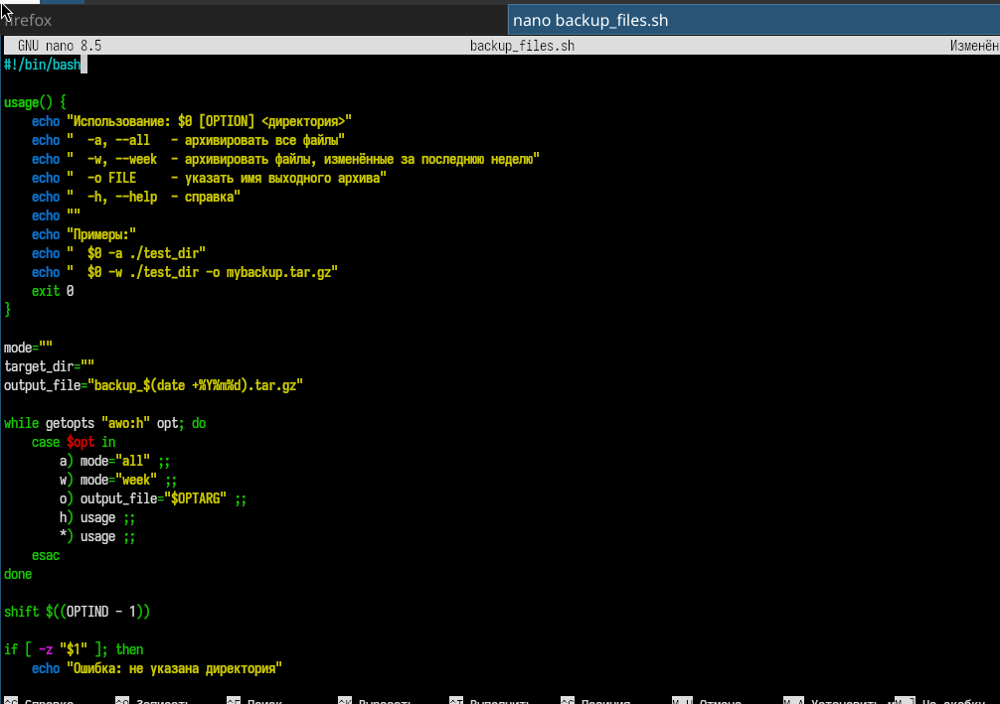 irefox
nano backup_files.sh
GNU nano 8.5 backup_files.sh Изменён
#!/bin/bash
usage() {
    echo "Использование: $0 [OPTION] <директория>"
    echo "  -a, --all   - архивировать все файлы"
    echo "  -w, --week  - архивировать файлы, изменённые за последнюю неделю"
    echo "  -o FILE     - указать имя выходного архива"
    echo "  -h, --help  - справка"
    echo ""
    echo "Примеры:"
    echo "  $0 -a ./test_dir"
    echo "  $0 -w ./test_dir -o mybackup.tar.gz"
    exit 0
}
mode=""
target_dir=""
output_file="backup_$(date +%Y%m%d).tar.gz"
while getopts "awo:h" opt; do
    case $opt in
        a) mode="all" ;;
        w) mode="week" ;;
        o) output_file="$OPTARG" ;;
        h) usage ;;
        *) usage ;;
    esac
done
shift $((OPTIND - 1))
if [ -z "$1" ]; then
    echo "Ошибка: не указана директория"